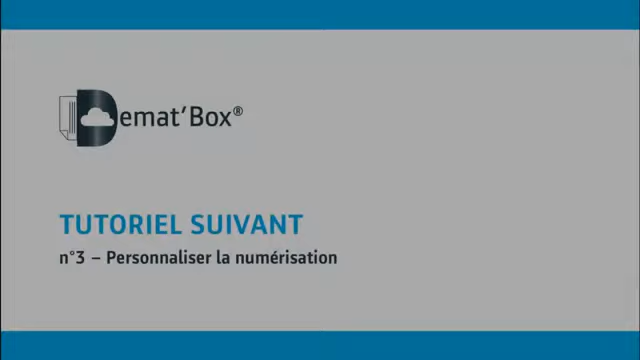 Demat'Box®
TUTORIEL SUIVANT
n°3 – Personnaliser la numérisation